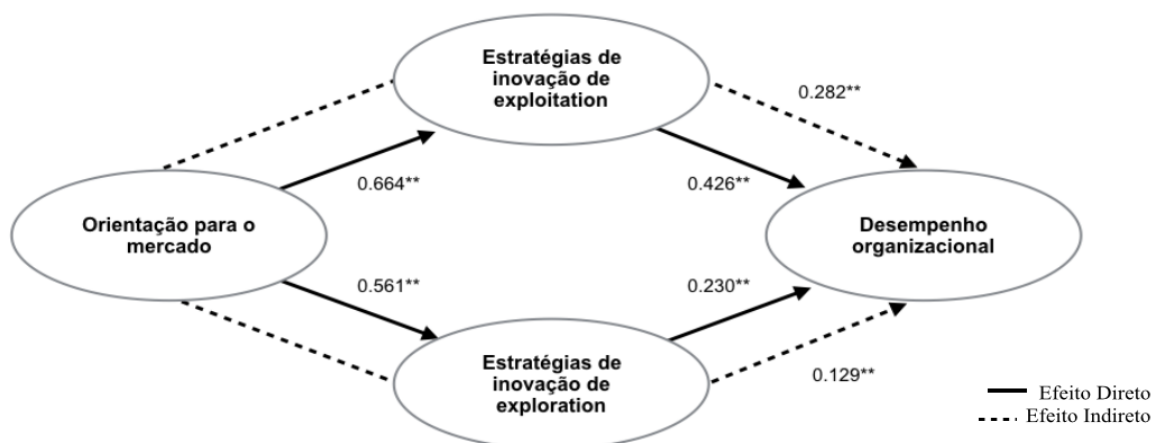 Estratégias de
inovação de
exploitation
0.282**
0.664**
0.426**
Orientação para o
mercado
Desempenho
organizacional
0.561**
0.230**
Estratégias de
inovação de
exploration
0.129**
Efeito Direto
Efeito Indireto